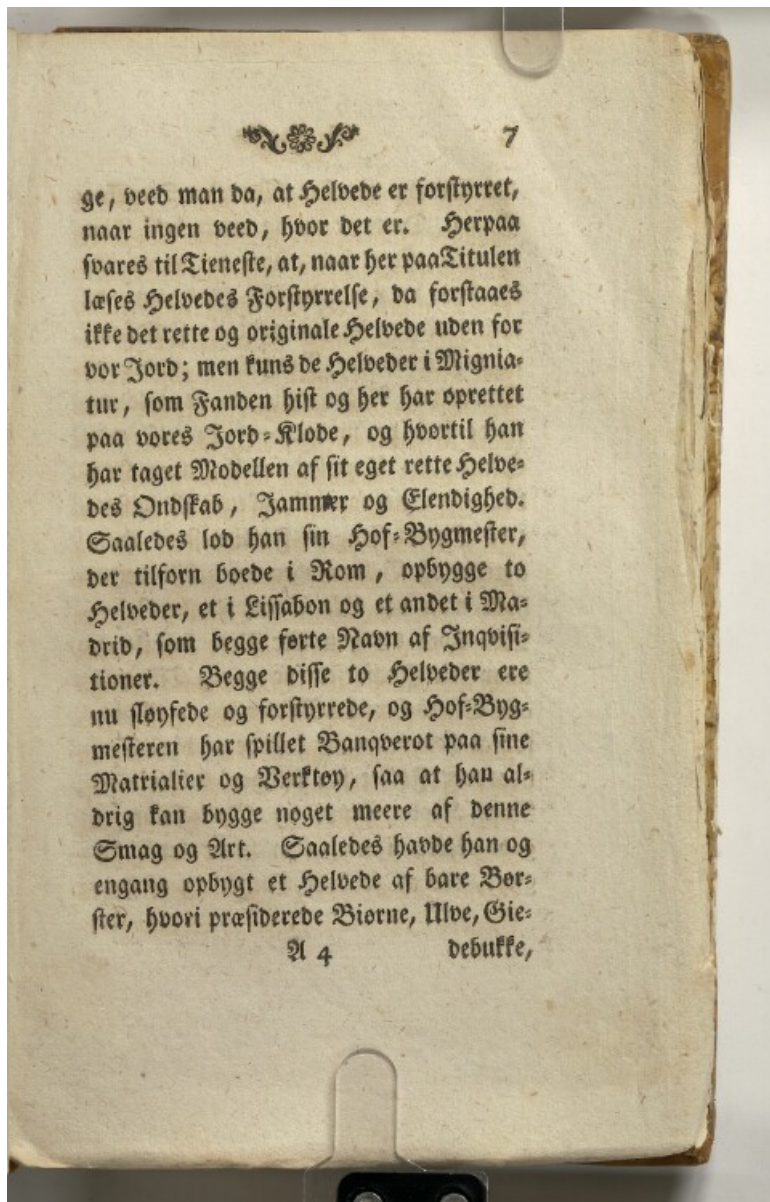 7
ge, veed man da, at Helvede er forstyrret,
naar ingen veed, hvor det er. Herpaa
svares til Tieneste, at, naar her paa Titulen
læses Helvedes Forstyrrelse, da forstaaes
ikke det rette og originale Helvede uden for
vor Jord; men kuns de Helveder i Mignia-
tur, som Fanden hist og her har oprettet
paa vores Jord-Klode, og hvortil han
har taget Modellen af sit eget rette Helve-
des Ondskab, Jammer og Elendighed.
Saaledes lod han sin Hof-Bygmester,
der tilforn boede i Rom, opbygge to
Helveder, et i Lissabon og et andet i Ma-
drid, som begge førte Navn af Inqvisi-
tioner. Begge disse to Helveder ere
nu sløyfede og forstyrrede, og Hof-Byg-
mesteren har spillet Banqverot paa sine
Matrialier og Verktøy, saa at han al-
drig kan bygge noget meere af denne
Smag og Art. Saaledes havde han og
engang opbygt et Helvede af bare Bør-
ster, hvori præsiderede Biørne, Ulve, Gie-
A 4 debukke,